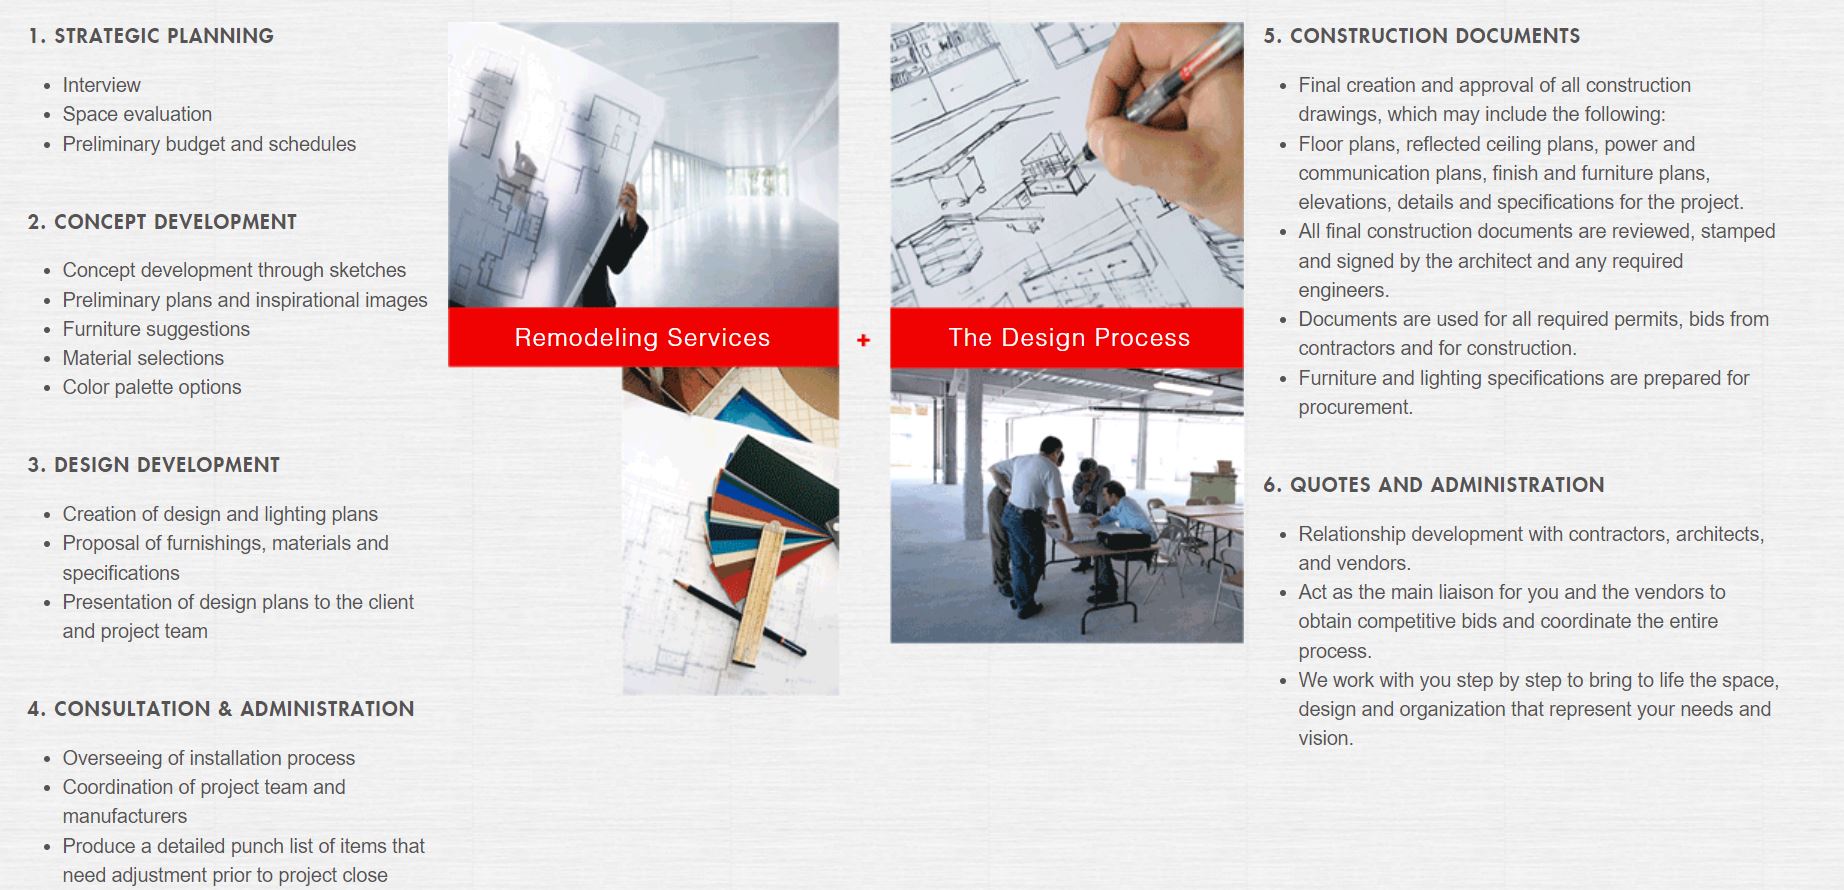 1. STRATEGIC PLANNING
• Interview
• Space evaluation
• Preliminary budget and schedules
2. CONCEPT DEVELOPMENT
• Concept development through sketches
• Preliminary plans and inspirational images
• Furniture suggestions
• Material selections
• Color palette options
3. DESIGN DEVELOPMENT
• Creation of design and lighting plans
• Proposal of furnishings, materials and
specifications
• Presentation of design plans to the client
and project team
4. CONSULTATION & ADMINISTRATION
• Overseeing of installation process
• Coordination of project team and
manufacturers
• Produce a detailed punch list of items that
need adjustment prior to project close
Remodeling Services
+
The Design Process
5. CONSTRUCTION DOCUMENTS
• Final creation and approval of all construction
drawings, which may include the following:
• Floor plans, reflected ceiling plans, power and
communication plans, finish and furniture plans,
elevations, details and specifications for the project.
• All final construction documents are reviewed, stamped
and signed by the architect and any required
engineers.
• Documents are used for all required permits, bids from
contractors and for construction.
• Furniture and lighting specifications are prepared for
procurement.
6. QUOTES AND ADMINISTRATION
• Relationship development with contractors, architects,
and vendors.
• Act as the main liaison for you and the vendors to
obtain competitive bids and coordinate the entire
process.
• We work with you step by step to bring to life the space,
design and organization that represent your needs and
vision.